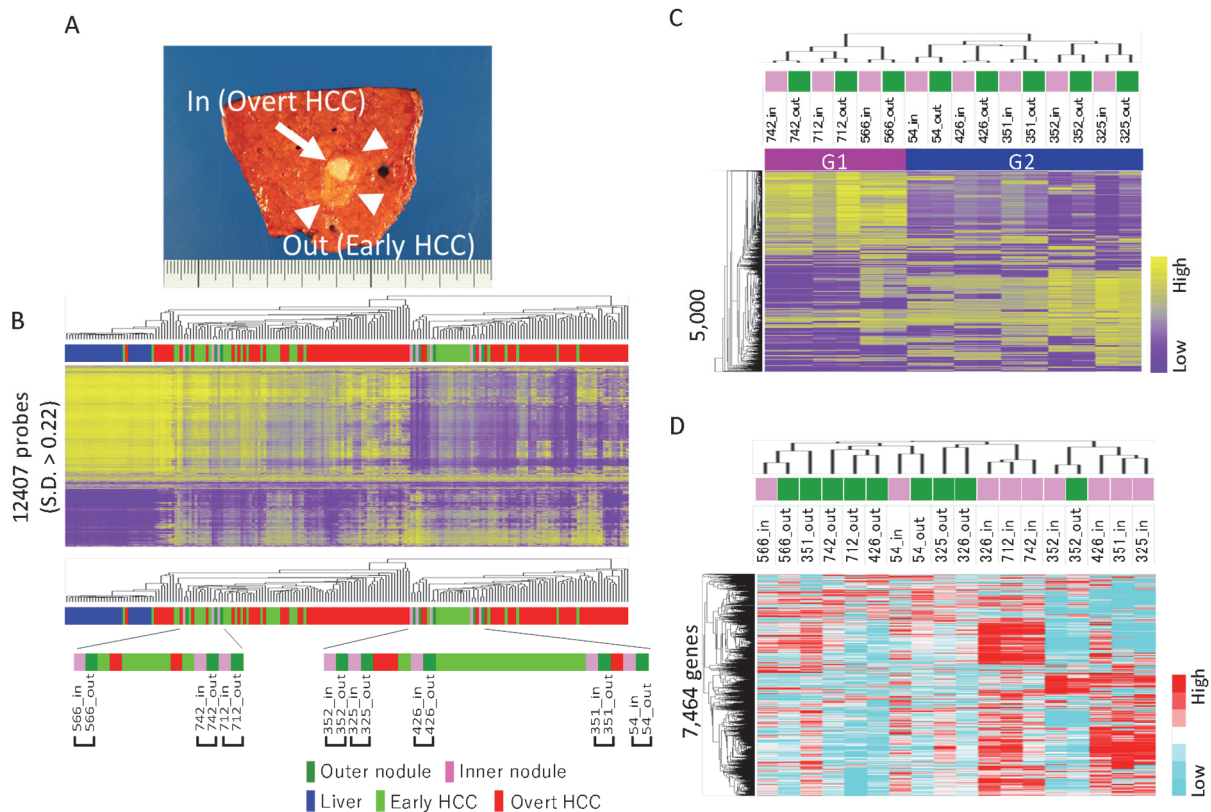 A
In (Overt HCC)
Out (Early HCC)
B
12407 probes
(S.D. > 0.22)
566_in
566_out
742_in
742_out
712_in
712_out
352_in
352_out
325_in
325_out
426_in
426_out
351_in
351_out
54_in
54_out
Outer nodule
Inner nodule
Liver
Early HCC
Overt HCC
C
742_in
742_out
712_in
712_out
566_in
566_out
54_in
54_out
426_in
426_out
351_in
351_out
352_in
352_out
325_in
325_out
G1
G2
5,000
High
Low
D
566_in
566_out
351_out
742_out
712_out
426_out
54_in
54_out
325_out
326_out
326_in
712_in
742_in
352_in
352_out
426_in
351_in
325_in
7,464 genes
High
Low